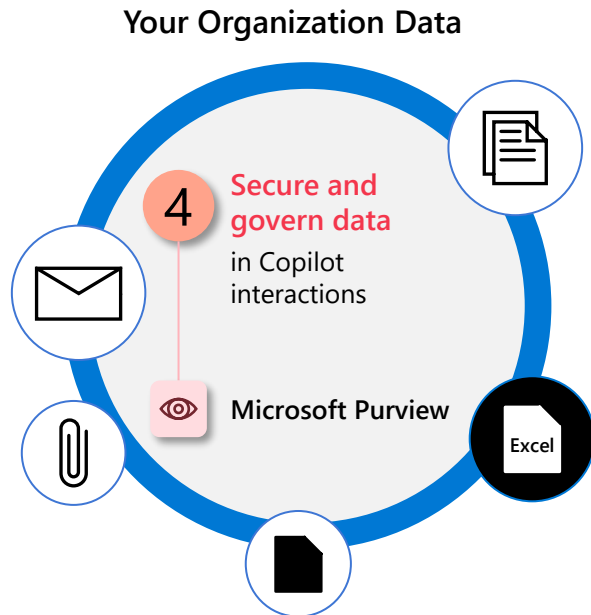 Your Organization Data
4
Secure and
govern data
in Copilot
interactions
Microsoft Purview
Excel